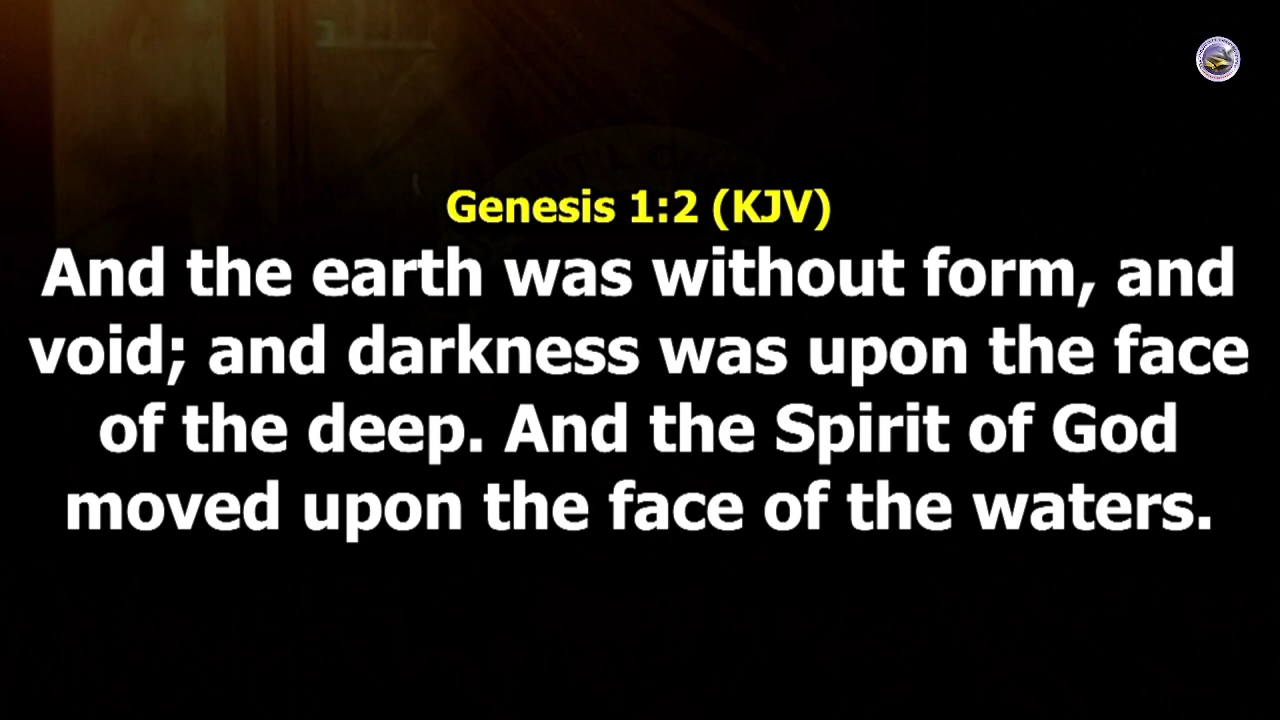 Genesis 1:2 (KJV)
And the earth was without form, and
void; and darkness was upon the face
of the deep. And the Spirit of God
moved upon the face of the waters.